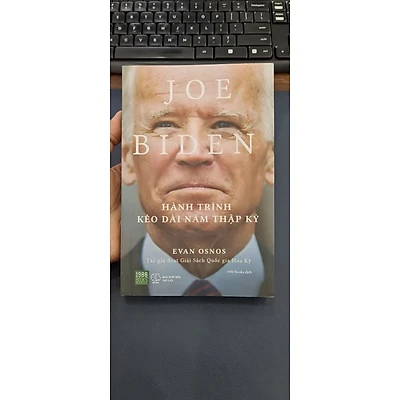 JOE
BIDEN
HÀNH TRÌNH
KÉO DÀI NĂM THẬP KỶ
EVAN OSNOS
Tác giả đoạt Giải Sách Quốc gia Hoa Kỳ
1980